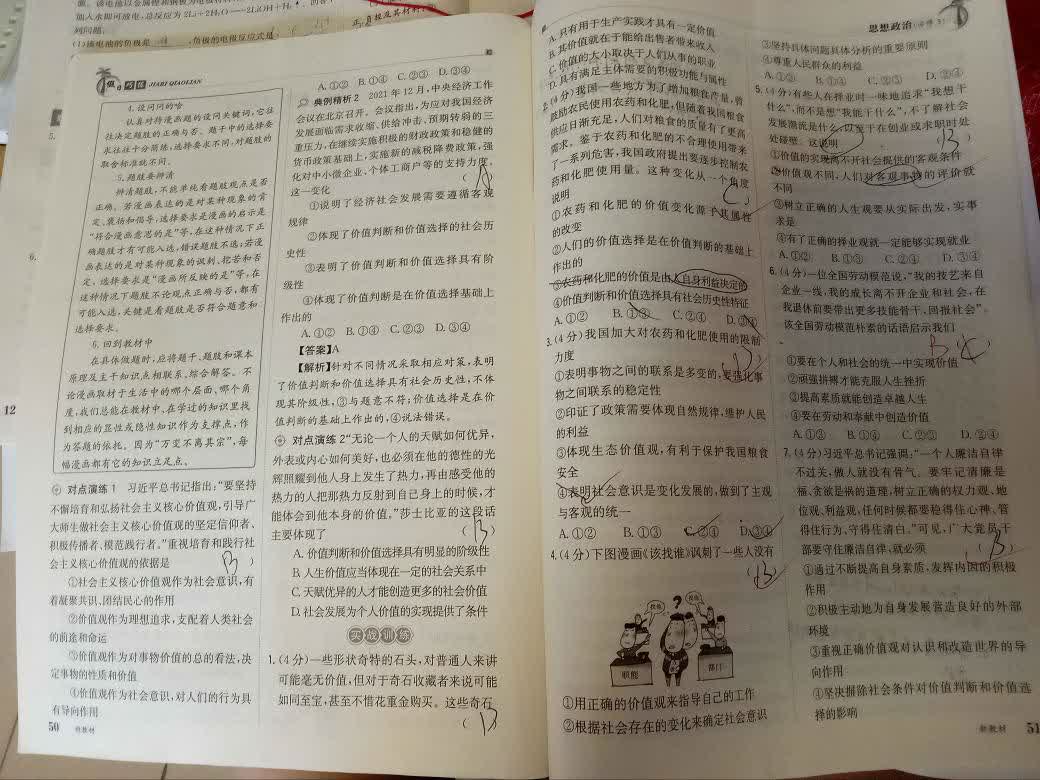 加入水即可放电,总反应为2Li+2H₂O══2LiOH+H₂↑
列问题。
做巧练 JIABI QIAOLIAN
4.设问问的啥
认真对待漫画题的设问关键词,它往
往决定题肢的正确与否。题干中的选择要
求往往十分简练,选择要求不同,对题肢的
取舍标准就不同。
5.题肢要辨清
辨清题肢,不能单纯看题肢观点是否
正确。若漫画表达的是对某种现象的肯
定、褒扬和倡导,选择要求是漫画的启示是
“符合漫画意思的是”等,在这种情况下正
确题肢才有可能入选,错误题肢不选;若漫
画表达的是对某种现象的讽刺、把苦和否
定,选择要求是“漫画所反映的是”等,在
这种情况下题肢不论观点正确与否,都有
可能入选,关键是看题肢是否符合题意和
选择要求。
6.回到教材中
在具体做题时,应将题干、题肢和课本
原理及主干知识点相联系,综合解答。不
论漫画取材于生活中的哪个层面、哪个角
度,我们总能在教材中、在学过的知识里找
到相应的显性或隐性知识作为支撑点,作
为答题的依托。因为“万变不离其宗”,每
幅漫画都有它的知识立足点。
对点演练1 习近平总书记指出:“要坚持
不懈培育和弘扬社会主义核心价值观,引导广
大师生做社会主义核心价值观的坚定信仰者、
积极传播者、模范践行者。”重视培育和践行社
会主义核心价值观的依据是 (B)
①社会主义核心价值观作为社会意识,有
着凝聚共识、团结民心的作用
②价值观作为理想追求,支配着人类社会
的前途和命运
③价值观作为对事物价值的总的看法,决
定事物的性质和价值
④价值观作为社会意识,对人们的行为具
有导向作用
50 新教材
A.①② B.①④ C.②③ D.③④
典例精析2 2021年12月,中央经济工作
会议在北京召开。会议指出,为应对我国经济
发展面临需求收缩、供给冲击、预期转弱的三
重压力,在继续实施积极的财政政策和稳健的
货币政策基础上,实施新的减税降费政策,强
化对中小微企业、个体工商户等的支持力度。
这一变化 (A)
①说明了经济社会发展需要遵循客观
规律
②体现了价值判断和价值选择的社会历
史性
③表明了价值判断和价值选择具有阶
级性
④体现了价值判断是在价值选择基础上
作出的
A.①② B.①④ C.②③ D.③④
【答案】A
【解析】针对不同情况采取相应对策,表明
了价值判断和价值选择具有社会历史性,不体
现其阶级性,③与题意不符;价值选择是在价
值判断的基础上作出的,④说法错误。
对点演练2 “无论一个人的天赋如何优异,
外表或内心如何美好,也必须在他的德性的光
辉照耀到他人身上发生了热力,再由感受他的
热力的人把那热力反射到自己身上的时候,才
能体会到他本身的价值。”莎士比亚的这段话
主要体现了 (B)
A.价值判断和价值选择具有明显的阶级性
B.人生价值应当体现在一定的社会关系中
C.天赋优异的人才能创造更多的社会价值
D.社会发展为个人价值的实现提供了条件
实战训练
1.(4分)一些形状奇特的石头,对普通人来讲
可能毫无价值,但对于奇石收藏者来说可能
如何至宝,甚至不惜花重金购买。这些奇石
(D)
思想政治(必修5)
A.只有用于生产实践才具有一定价值
B.其价值就在于能给出售者带来收入
C.价值的大小取决于人们从事的职业
D.具有满足主体需要的积极功能与属性
2.(4分)我国一些地方为了增加粮食产量,曾
鼓励农民使用农药和化肥,但随着我国粮食
供应日渐充足,人们对粮食的质量有了更高
需求。鉴于农药和化肥的不合理使用带来
了一系列危害,我国政府提出要逐步控制农
药和化肥使用量。这种变化从一个角度
说明 (C)
①农药和化肥的价值变化源于其属性
的改变
②人们的价值选择是在价值判断的基础上
作出的
③农药和化肥的价值是由人自身利益决定的
④价值判断和价值选择具有社会历史性特征
A.①② B.①③ C.②④ D.③④
3.(4分)我国加大对农药和化肥使用的限制
力度
①表明事物之间的联系是多变的,要强化事
物之间联系的稳定性
②印证了政策需要体现自然规律,维护人民
的利益
③体现生态价值观,有利于保护我国粮食
安全
④表明社会意识是变化发展的,做到了主观
与客观的统一
A.①② B.①③ C.②④ D.③④
4.(4分)下图漫画《该找谁》讽刺了一些人没有
(B)
找他 ? 找他
职能 部门
①用正确的价值观来指导自己的工作
②根据社会存在的变化来确定社会意识
③坚持具体问题具体分析的重要原则
④尊重人民群众的利益
A.①② B.①③ C.②③ D.②④
5.(4分)有些人在择业时一味地追求“我想干
什么”,而不是想“我能干什么”,不了解社会
发展潮流是什么,以至于在创业或求职时处
处碰壁。这说明 (B)
①价值的实现离不开社会提供的客观条件
②价值观不同,人们对客观事物的评价就
不同
③树立正确的人生观要从实际出发,实事
求是
④有了正确的择业观就一定能够实现就业
A.①② B.①③ C.②④ D.③④
6.(4分)一位全国劳动模范说,“我的技艺来自
企业一线,我的成长离不开企业和社会,在
我退休前要带出更多技能骨干,回报社会”。
该全国劳动模范朴素的话语启示我们
①要在个人和社会的统一中实现价值
②顽强拼搏才能克服人生挫折
③提高素质就能创造卓越人生
④要在劳动和奉献中创造价值
A.①③ B.①④ C.②③ D.②④
7.(4分)习近平总书记强调:“一个人廉洁自律
不过关,做人就没有骨气。要牢记清廉是
福、贪欲是祸的道理,树立正确的权力观、地
位观、利益观,任何时候都要稳得住心神、管
得住行为、守得住清白。”可见,广大党员干
部要守住廉洁自律,就必须 (B)
①通过不断提高自身素质,发挥内因的积极
作用
②积极主动地为自身发展营造良好的外部
环境
③重视正确价值观对认识和改造世界的导
向作用
④坚决摒除社会条件对价值判断和价值选
择的影响
新教材 51